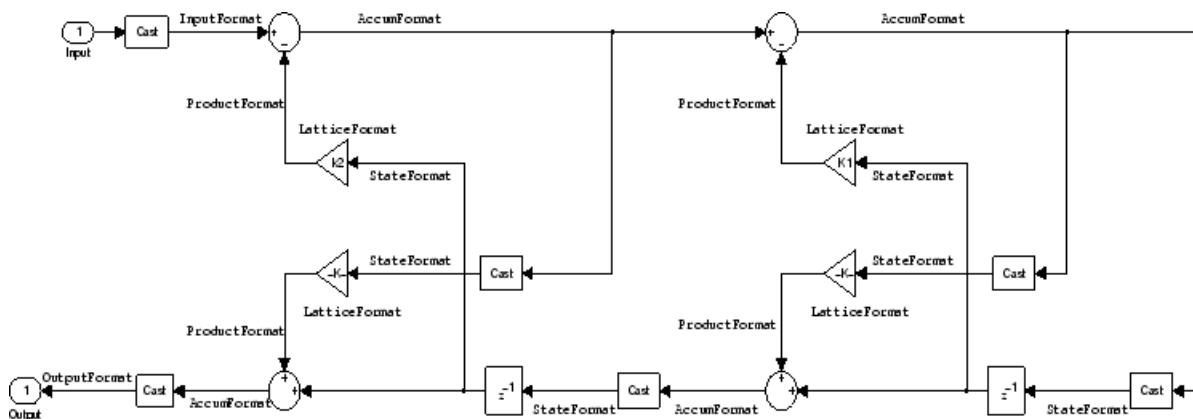 InputFormat
AccumFormat
AccumFormat
1
Cast
+
−
+
−
Input
ProductFormat
ProductFormat
LatticeFormat
LatticeFormat
k2
K1
StateFormat
StateFormat
StateFormat
StateFormat
-K-
Cast
-K-
Cast
LatticeFormat
LatticeFormat
ProductFormat
ProductFormat
OutputFormat
1
Cast
+
+
z⁻¹
Cast
+
+
z⁻¹
Cast
AccumFormat
StateFormat
AccumFormat
StateFormat
Output